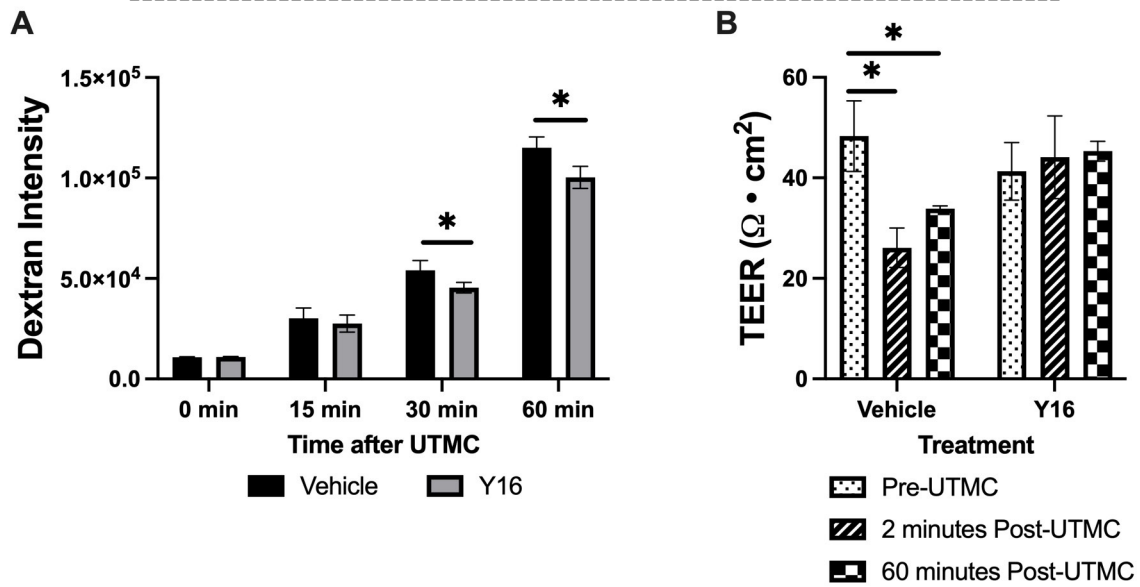 A
Dextran Intensity
1.5×10⁵
1.0×10⁵
5.0×10⁴
0.0
*
*
0 min 15 min 30 min 60 min
Time after UTMC
Vehicle Y16
B
TEER (Ω • cm²)
60
40
20
0
*
*
Vehicle Y16
Treatment
Pre-UTMC
2 minutes Post-UTMC
60 minutes Post-UTMC